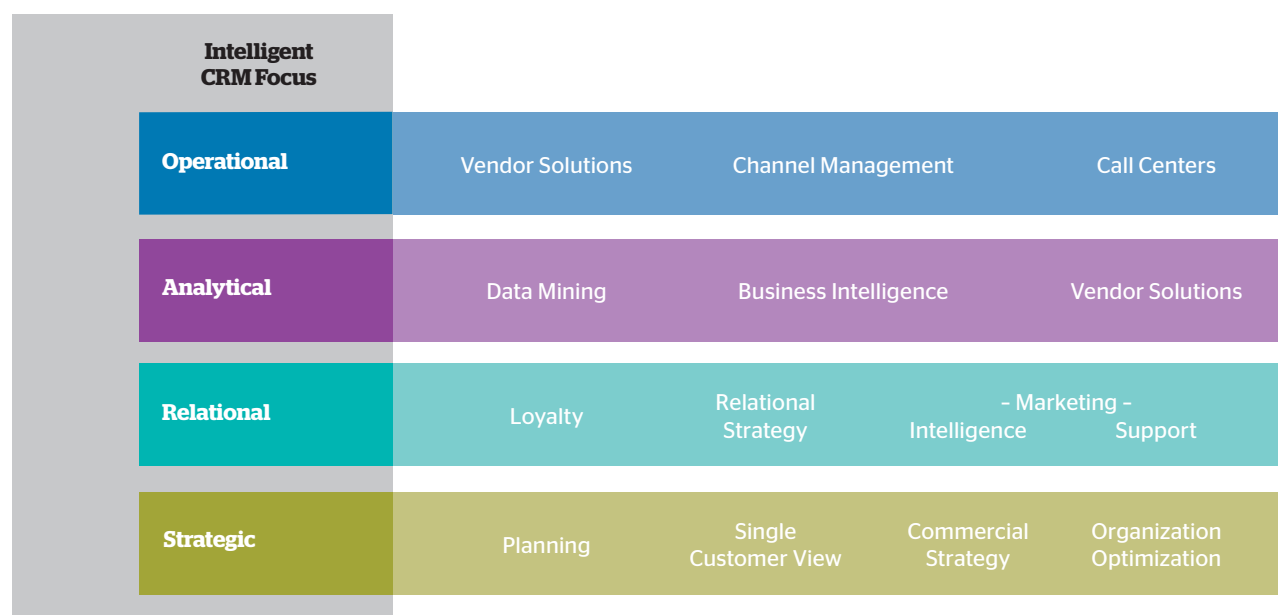 Intelligent
CRM Focus
Operational
Vendor Solutions
Channel Management
Call Centers
Analytical
Data Mining
Business Intelligence
Vendor Solutions
Relational
Loyalty
Relational
Strategy
– Marketing –
Intelligence
Support
Strategic
Planning
Single
Customer View
Commercial
Strategy
Organization
Optimization